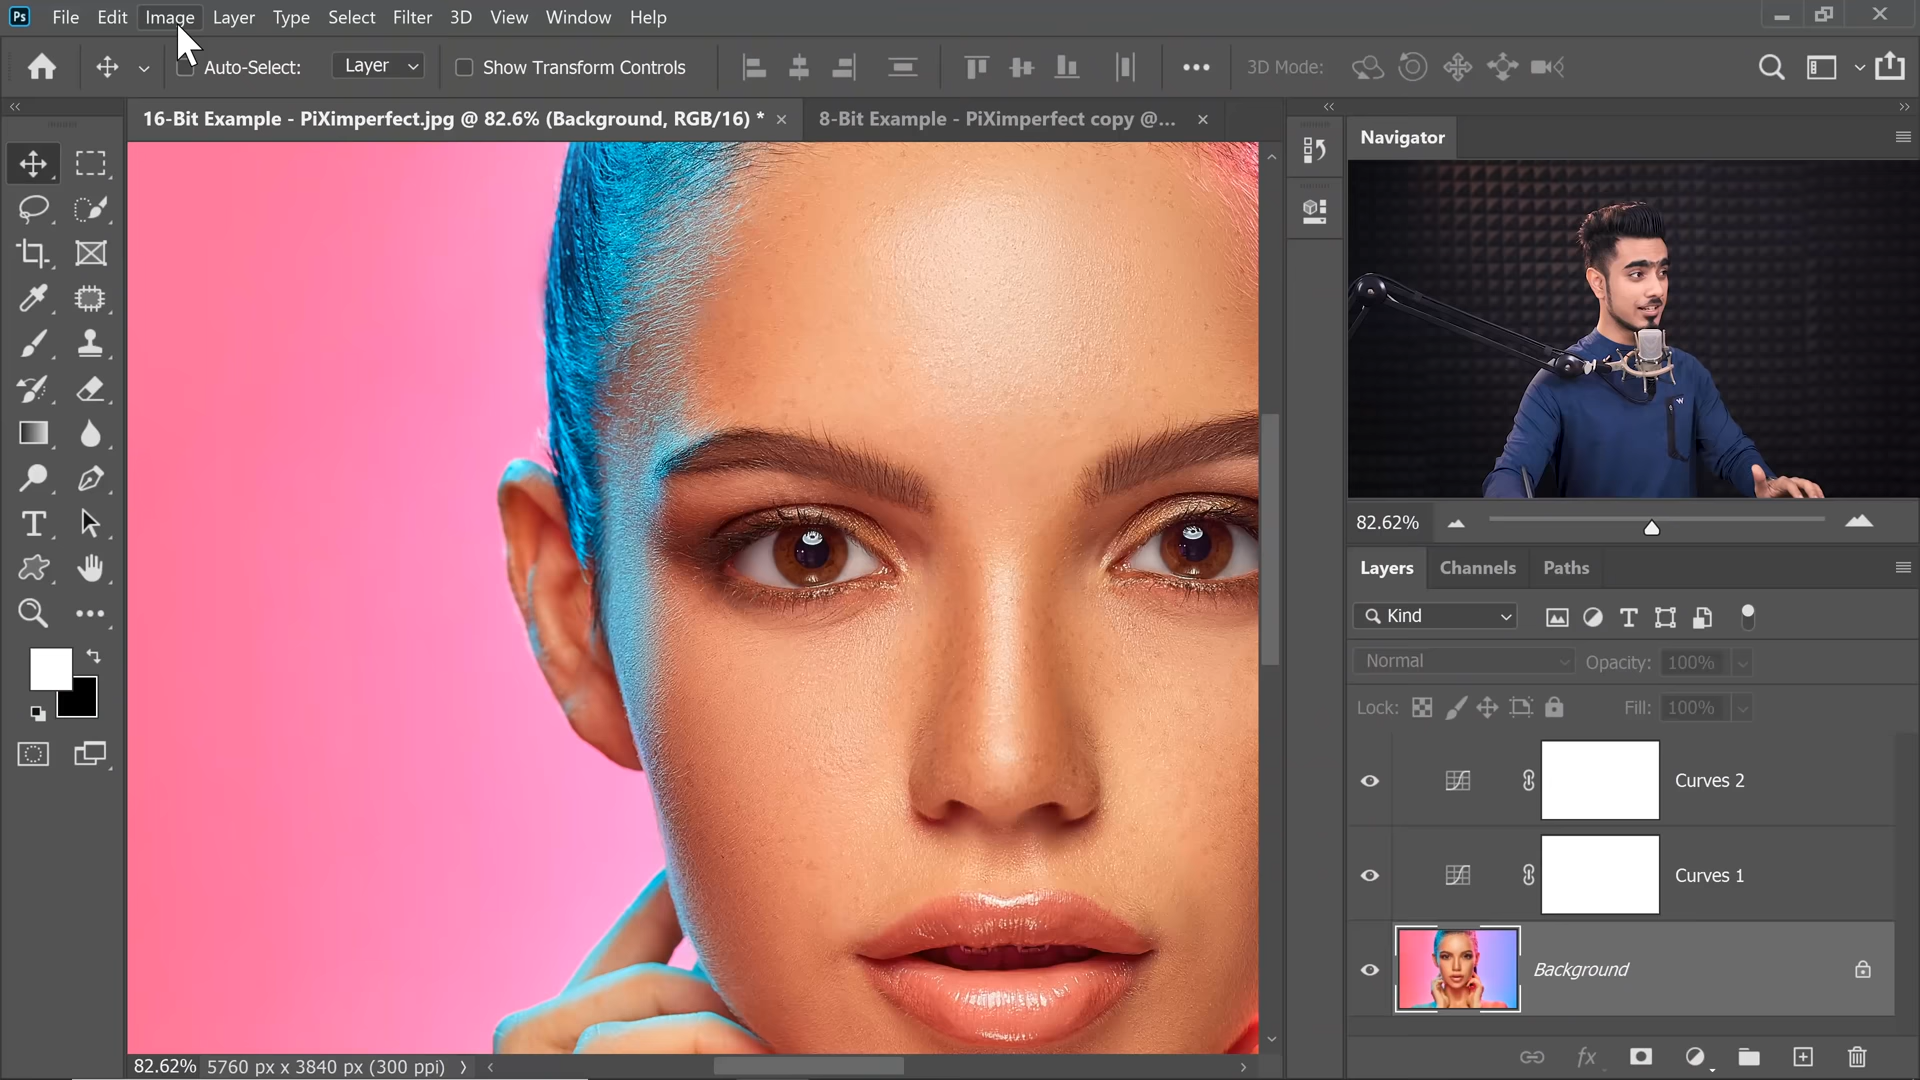 Ps File Edit Image Layer Type Select Filter 3D View Window Help
Auto-Select: Layer Show Transform Controls 3D Mode:
16-Bit Example - PiXimperfect.jpg @ 82.6% (Background, RGB/16) * 8-Bit Example - PiXimperfect copy @...
Navigator
82.62%
Layers Channels Paths
Kind
Normal Opacity: 100%
Lock: Fill: 100%
Curves 2
Curves 1
Background
82.62% 5760 px x 3840 px (300 ppi)